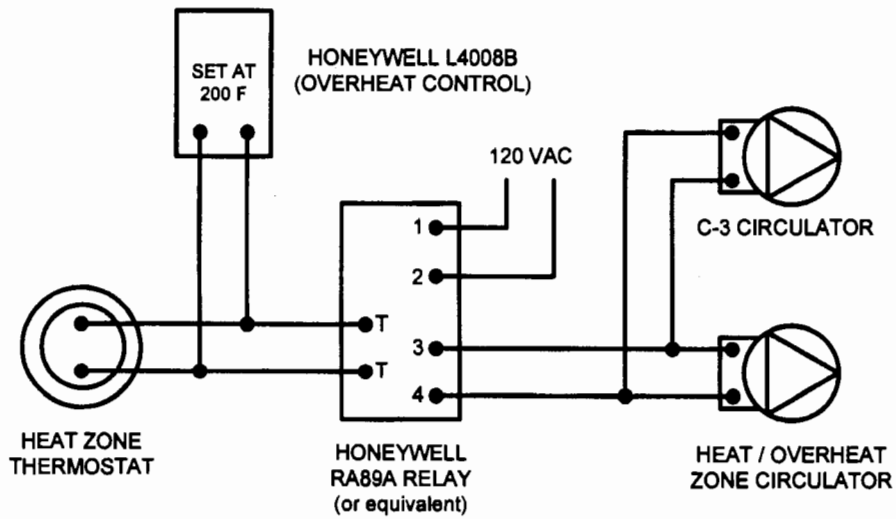 SET AT
200 F
HONEYWELL L4008B
(OVERHEAT CONTROL)
120 VAC
1
2
T
T
3
4
C-3 CIRCULATOR
HEAT ZONE
THERMOSTAT
HONEYWELL
RA89A RELAY
(or equivalent)
HEAT / OVERHEAT
ZONE CIRCULATOR